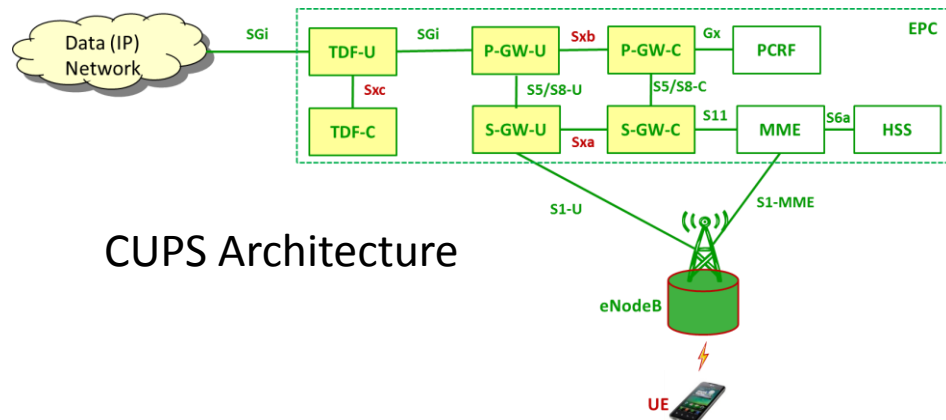 EPC
SGi
SGi
Sxb
Gx
Data (IP)
Network
TDF-U
P-GW-U
P-GW-C
PCRF
Sxc
S5/S8-U
S5/S8-C
S11
S6a
TDF-C
S-GW-U
Sxa
S-GW-C
MME
HSS
S1-U
S1-MME
CUPS Architecture
eNodeB
UE